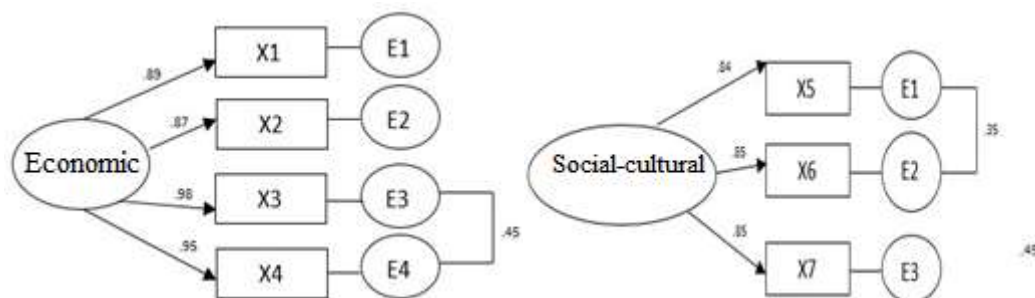 .89
X1
E1
.87
X2
E2
Economic
.98
X3
E3
.45
.95
X4
E4
.84
X5
E1
.35
Social-cultural
.85
X6
E2
.85
X7
E3